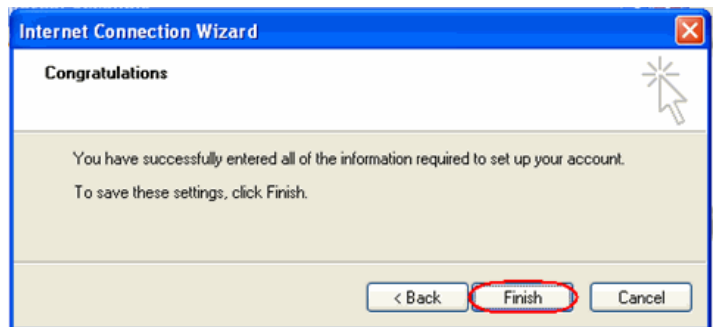 Internet Connection Wizard
Congratulations
You have successfully entered all of the information required to set up your account.
To save these settings, click Finish.
< Back
Finish
Cancel